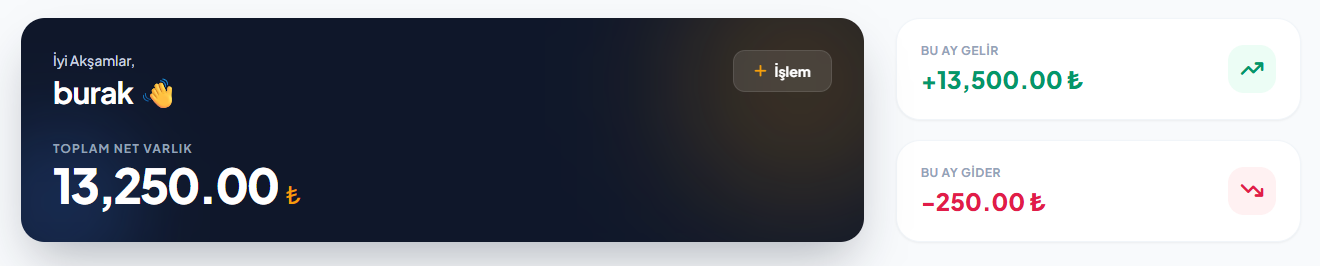 İyi Akşamlar,
burak 👋
+ İşlem
TOPLAM NET VARLIK
13,250.00 ₺
BU AY GELİR
+13,500.00 ₺
BU AY GİDER
-250.00 ₺